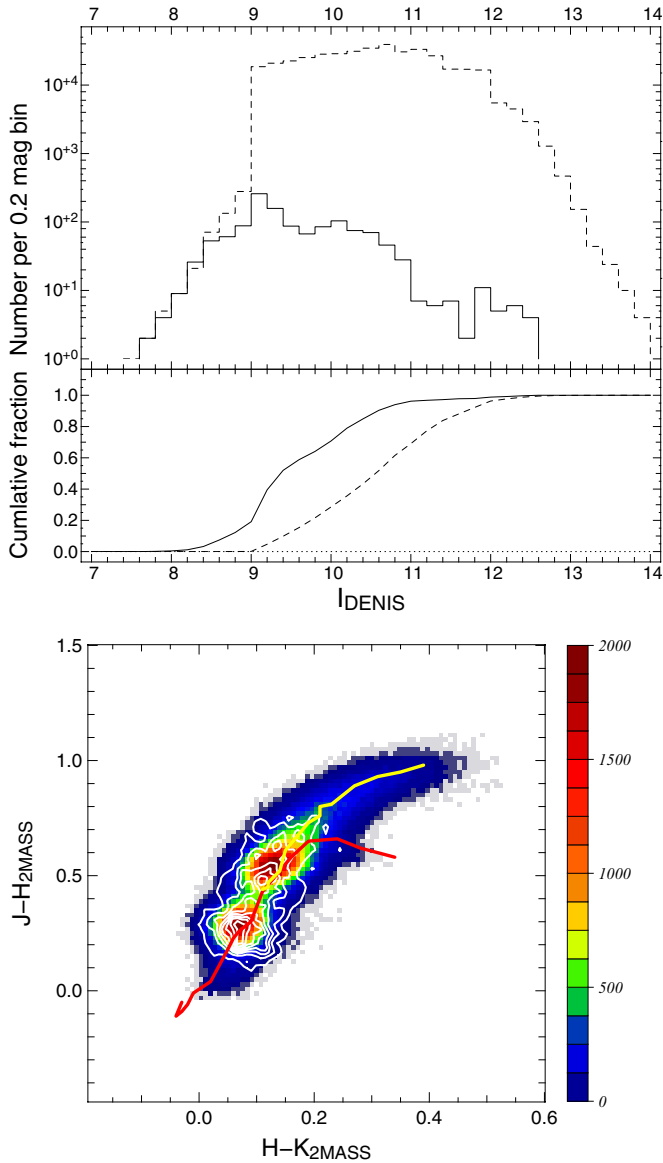 7 8 9 10 11 12 13 14
10+4
10+3
10+2
10+1
10+0
Number per 0.2 mag bin
1.0
0.8
0.6
0.4
0.2
0.0
Cumlative fraction
7 8 9 10 11 12 13 14
IDENIS
1.5
1.0
0.5
0.0
J−H2MASS
0.0 0.2 0.4 0.6
H−K2MASS
2000
1500
1000
500
0